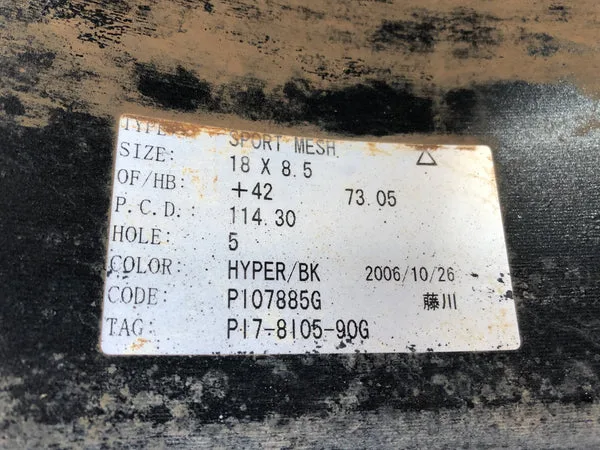 TYPE: SPORT MESH. △
SIZE: 18 X 8.5
OF/HB: +42 73.05
P.C.D.: 114.30
HOLE: 5
COLOR: HYPER/BK 2006/10/26
CODE: P107885G 藤川
TAG: P17-8105-90G